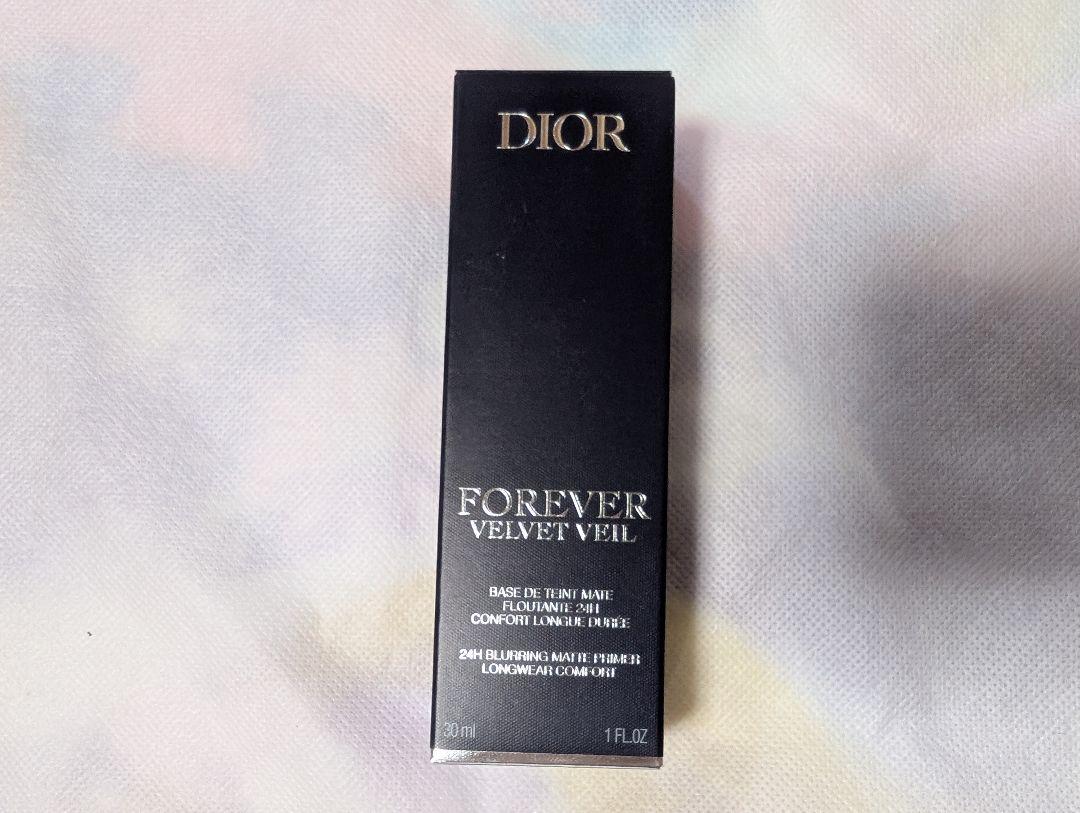 DIOR
FOREVER
VELVET VEIL
BASE DE TEINT MATE
FLOUTANTE 24H
CONFORT LONGUE DURÉE
24H BLURRING MATTE PRIMER
LONGWEAR COMFORT
30 ml 1 FL.OZ